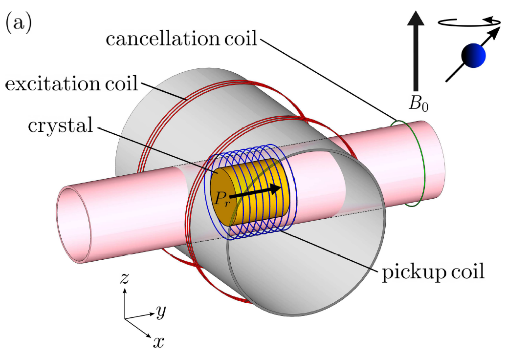 (a)
cancellation coil
excitation coil
B₀
crystal
Pᵣ
pickup coil
z
y
x